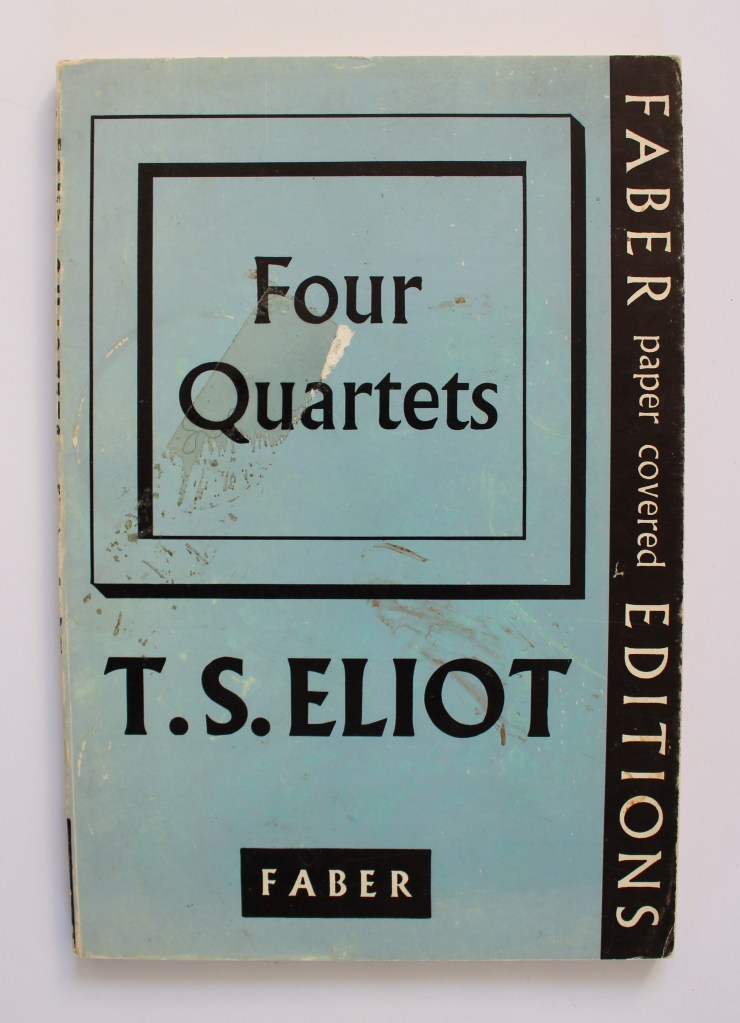 Four
Quartets
T.S. ELIOT
FABER
FABER paper covered EDITIONS